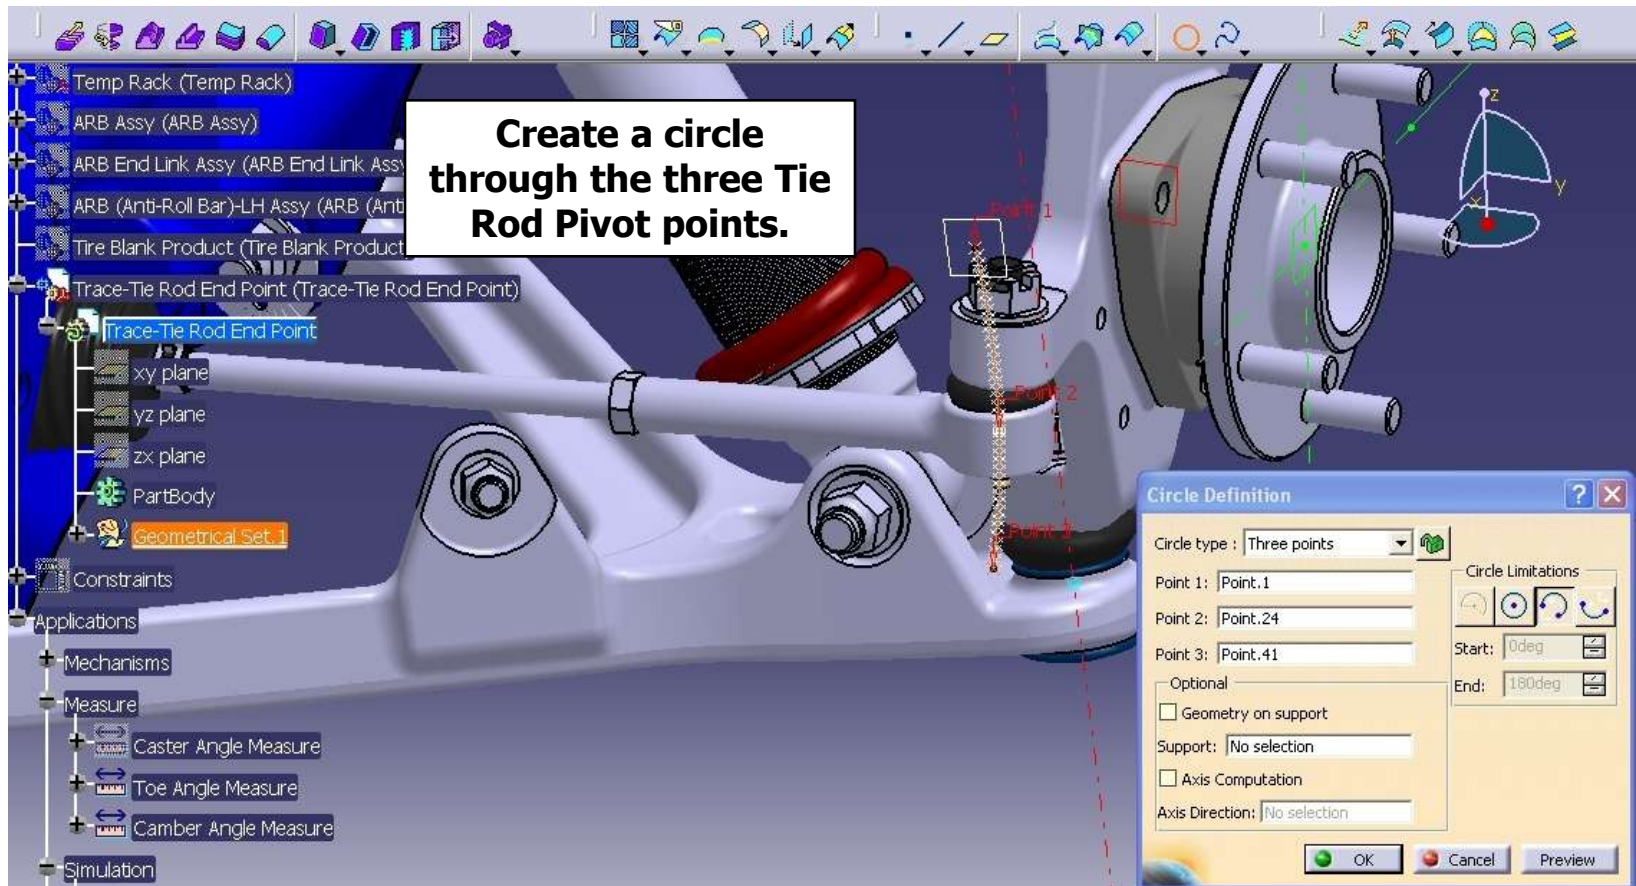 Temp Rack (Temp Rack)
ARB Assy (ARB Assy)
ARB End Link Assy (ARB End Link Assy
ARB (Anti-Roll Bar)-LH Assy (ARB (Anti
Tire Blank Product (Tire Blank Product
Trace-Tie Rod End Point (Trace-Tie Rod End Point)
Trace-Tie Rod End Point
xy plane
yz plane
zx plane
PartBody
Geometrical Set.1
Constraints
Applications
Mechanisms
Measure
Caster Angle Measure
Toe Angle Measure
Camber Angle Measure
Simulation
Create a circle
through the three Tie
Rod Pivot points.
Point 1
Point 2
Point 3
z
y
x
Circle Definition
Circle type : Three points
Point 1: Point.1
Point 2: Point.24
Point 3: Point.41
Circle Limitations
Start: 0deg
End: 180deg
Optional
Geometry on support
Support: No selection
Axis Computation
Axis Direction: No selection
OK
Cancel
Preview